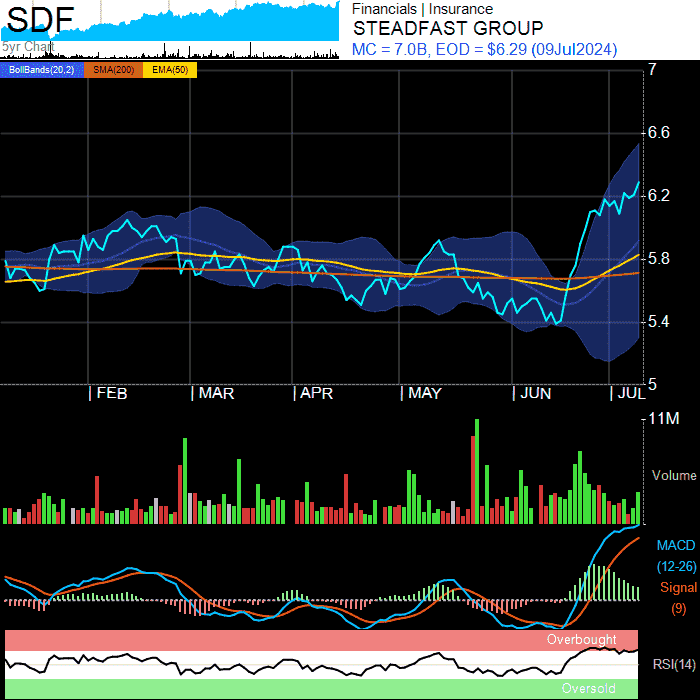 SDF
5yr Chart
Financials | Insurance
STEADFAST GROUP
MC = 7.0B, EOD = $6.29 (09Jul2024)
BollBands(20,2) SMA(200) EMA(50)
7
6.6
6.2
5.8
5.4
5
| FEB | MAR | APR | MAY | JUN | JUL
11M
Volume
MACD
(12-26)
Signal
(9)
Overbought
RSI(14)
Oversold